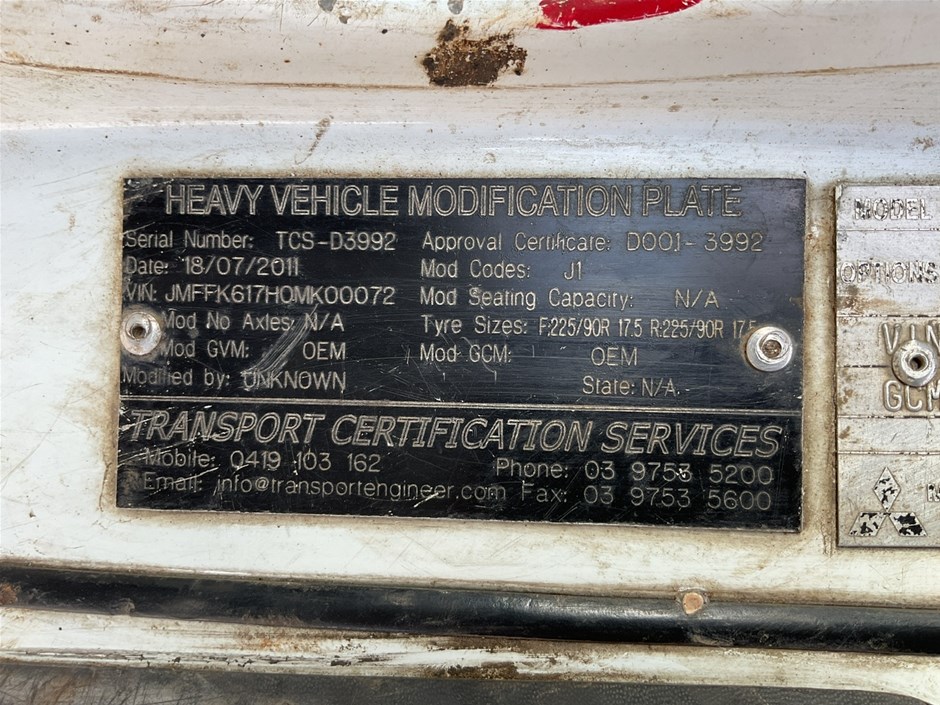 HEAVY VEHICLE MODIFICATION PLATE
Serial Number: TCS-D3992 Approval Certificate: D001-3992
Date: 18/07/2011 Mod Codes: J1
VIN: JMFFK617H0MK00072 Mod Seating Capacity: N/A
Mod No Axles: N/A Tyre Sizes: F:225/90R 17.5 R:225/90R 17.5
Mod GVM: OEM Mod GCM: OEM
Modified by: UNKNOWN State: N/A
TRANSPORT CERTIFICATION SERVICES
Mobile: 0419 103 162 Phone: 03 9753 5200
Email: info@transportengineer.com Fax: 03 9753 5600
MODEL
OPTIONS
VIN
GCM